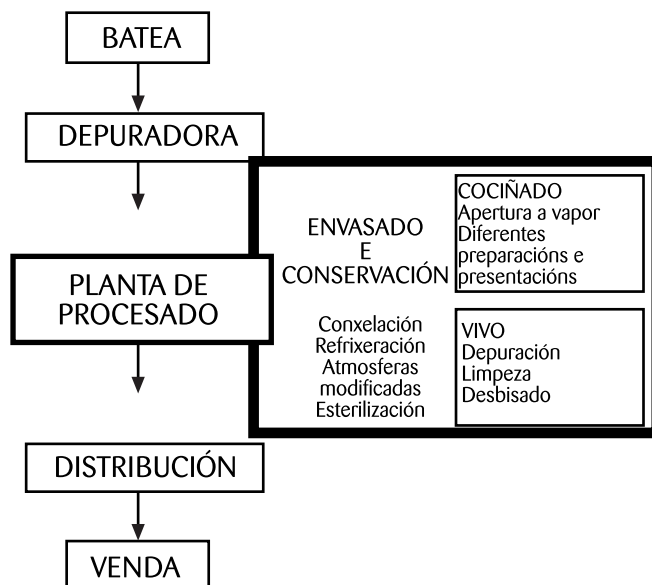 BATEA
DEPURADORA
PLANTA DE
PROCESADO
ENVASADO
E
CONSERVACIÓN
Conxelación
Refrixeración
Atmosferas
modificadas
Esterilización
COCIÑADO
Apertura a vapor
Diferentes
preparacións e
presentacións
VIVO
Depuración
Limpeza
Desbisado
DISTRIBUCIÓN
VENDA